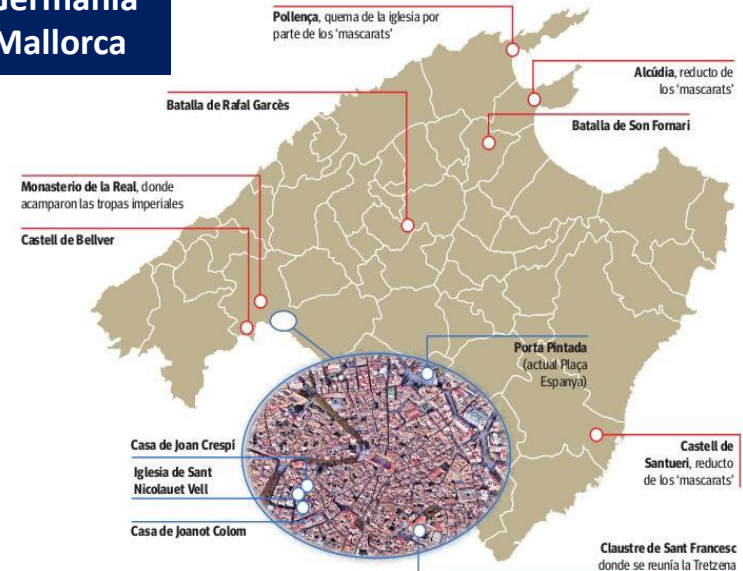 Germanía
Mallorca
Pollença, quema de la iglesia por
parte de los ‘mascarats’
Alcúdia, reducto de
los ‘mascarats’
Batalla de Rafal Garcès
Batalla de Son Fornari
Monasterio de la Real, donde
acamparon las tropas imperiales
Castell de Bellver
Porta Pintada
(actual Plaça
Espanya)
Casa de Joan Crespí
Iglesia de Sant
Nicolauet Vell
Casa de Joanot Colom
Castell de
Santueri, reducto
de los ‘mascarats’
Claustre de Sant Francesc
donde se reunía la Tretzena